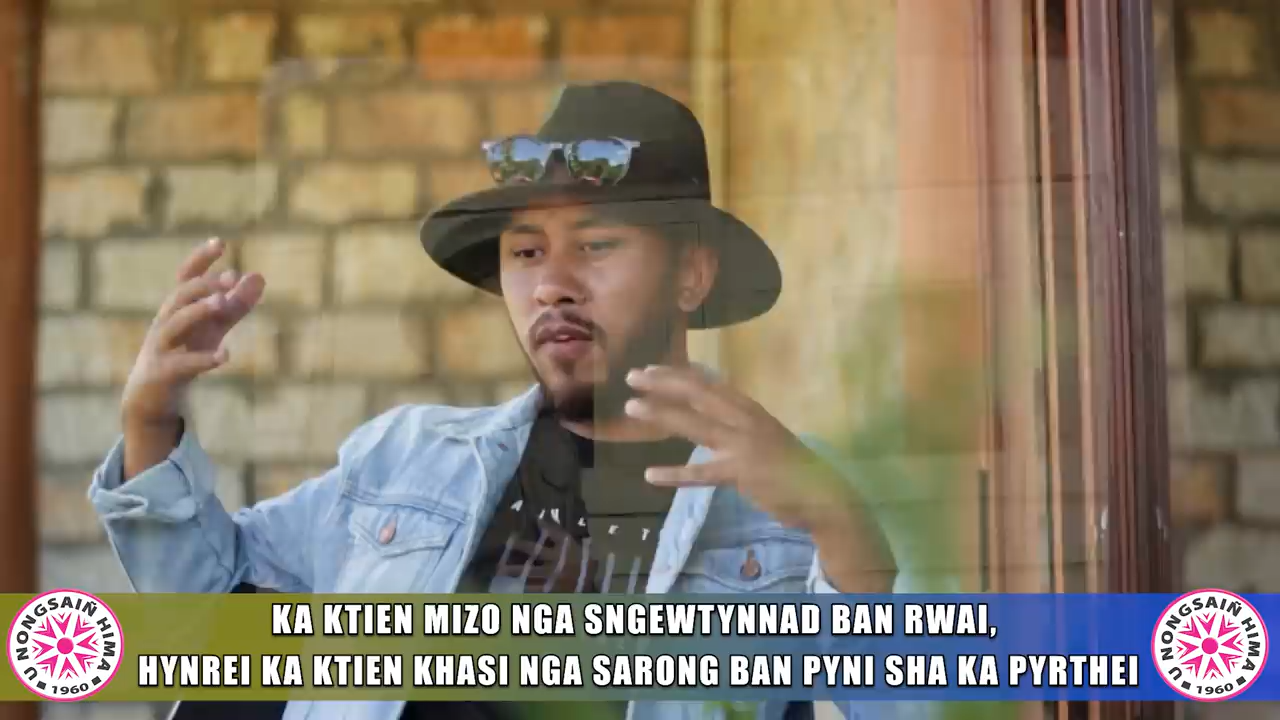 KA KTIEN MIZO NGA SNGEWTYNNAD BAN RWAI,
HYNREI KA KTIEN KHASI NGA SARONG BAN PYNI SHA KA PYRTHEI
U NONGSAIÑ HIMA
1960
U NONGSAIÑ HIMA
1960